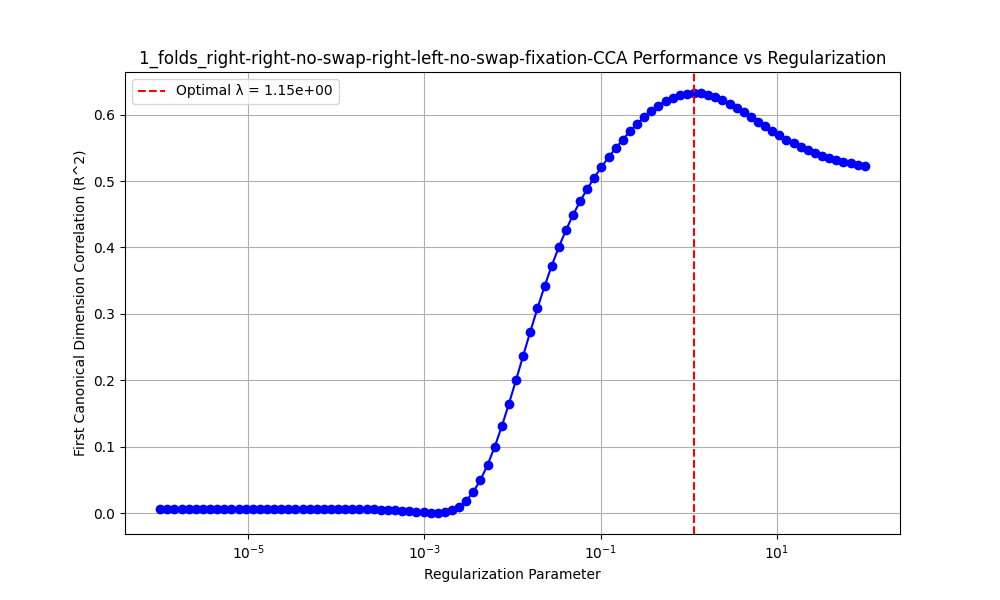 1_folds_right-right-no-swap-right-left-no-swap-fixation-CCA Performance vs Regularization
Optimal λ = 1.15e+00
First Canonical Dimension Correlation (R^2)
0.6
0.5
0.4
0.3
0.2
0.1
0.0
10⁻⁵ 10⁻³ 10⁻¹ 10¹
Regularization Parameter